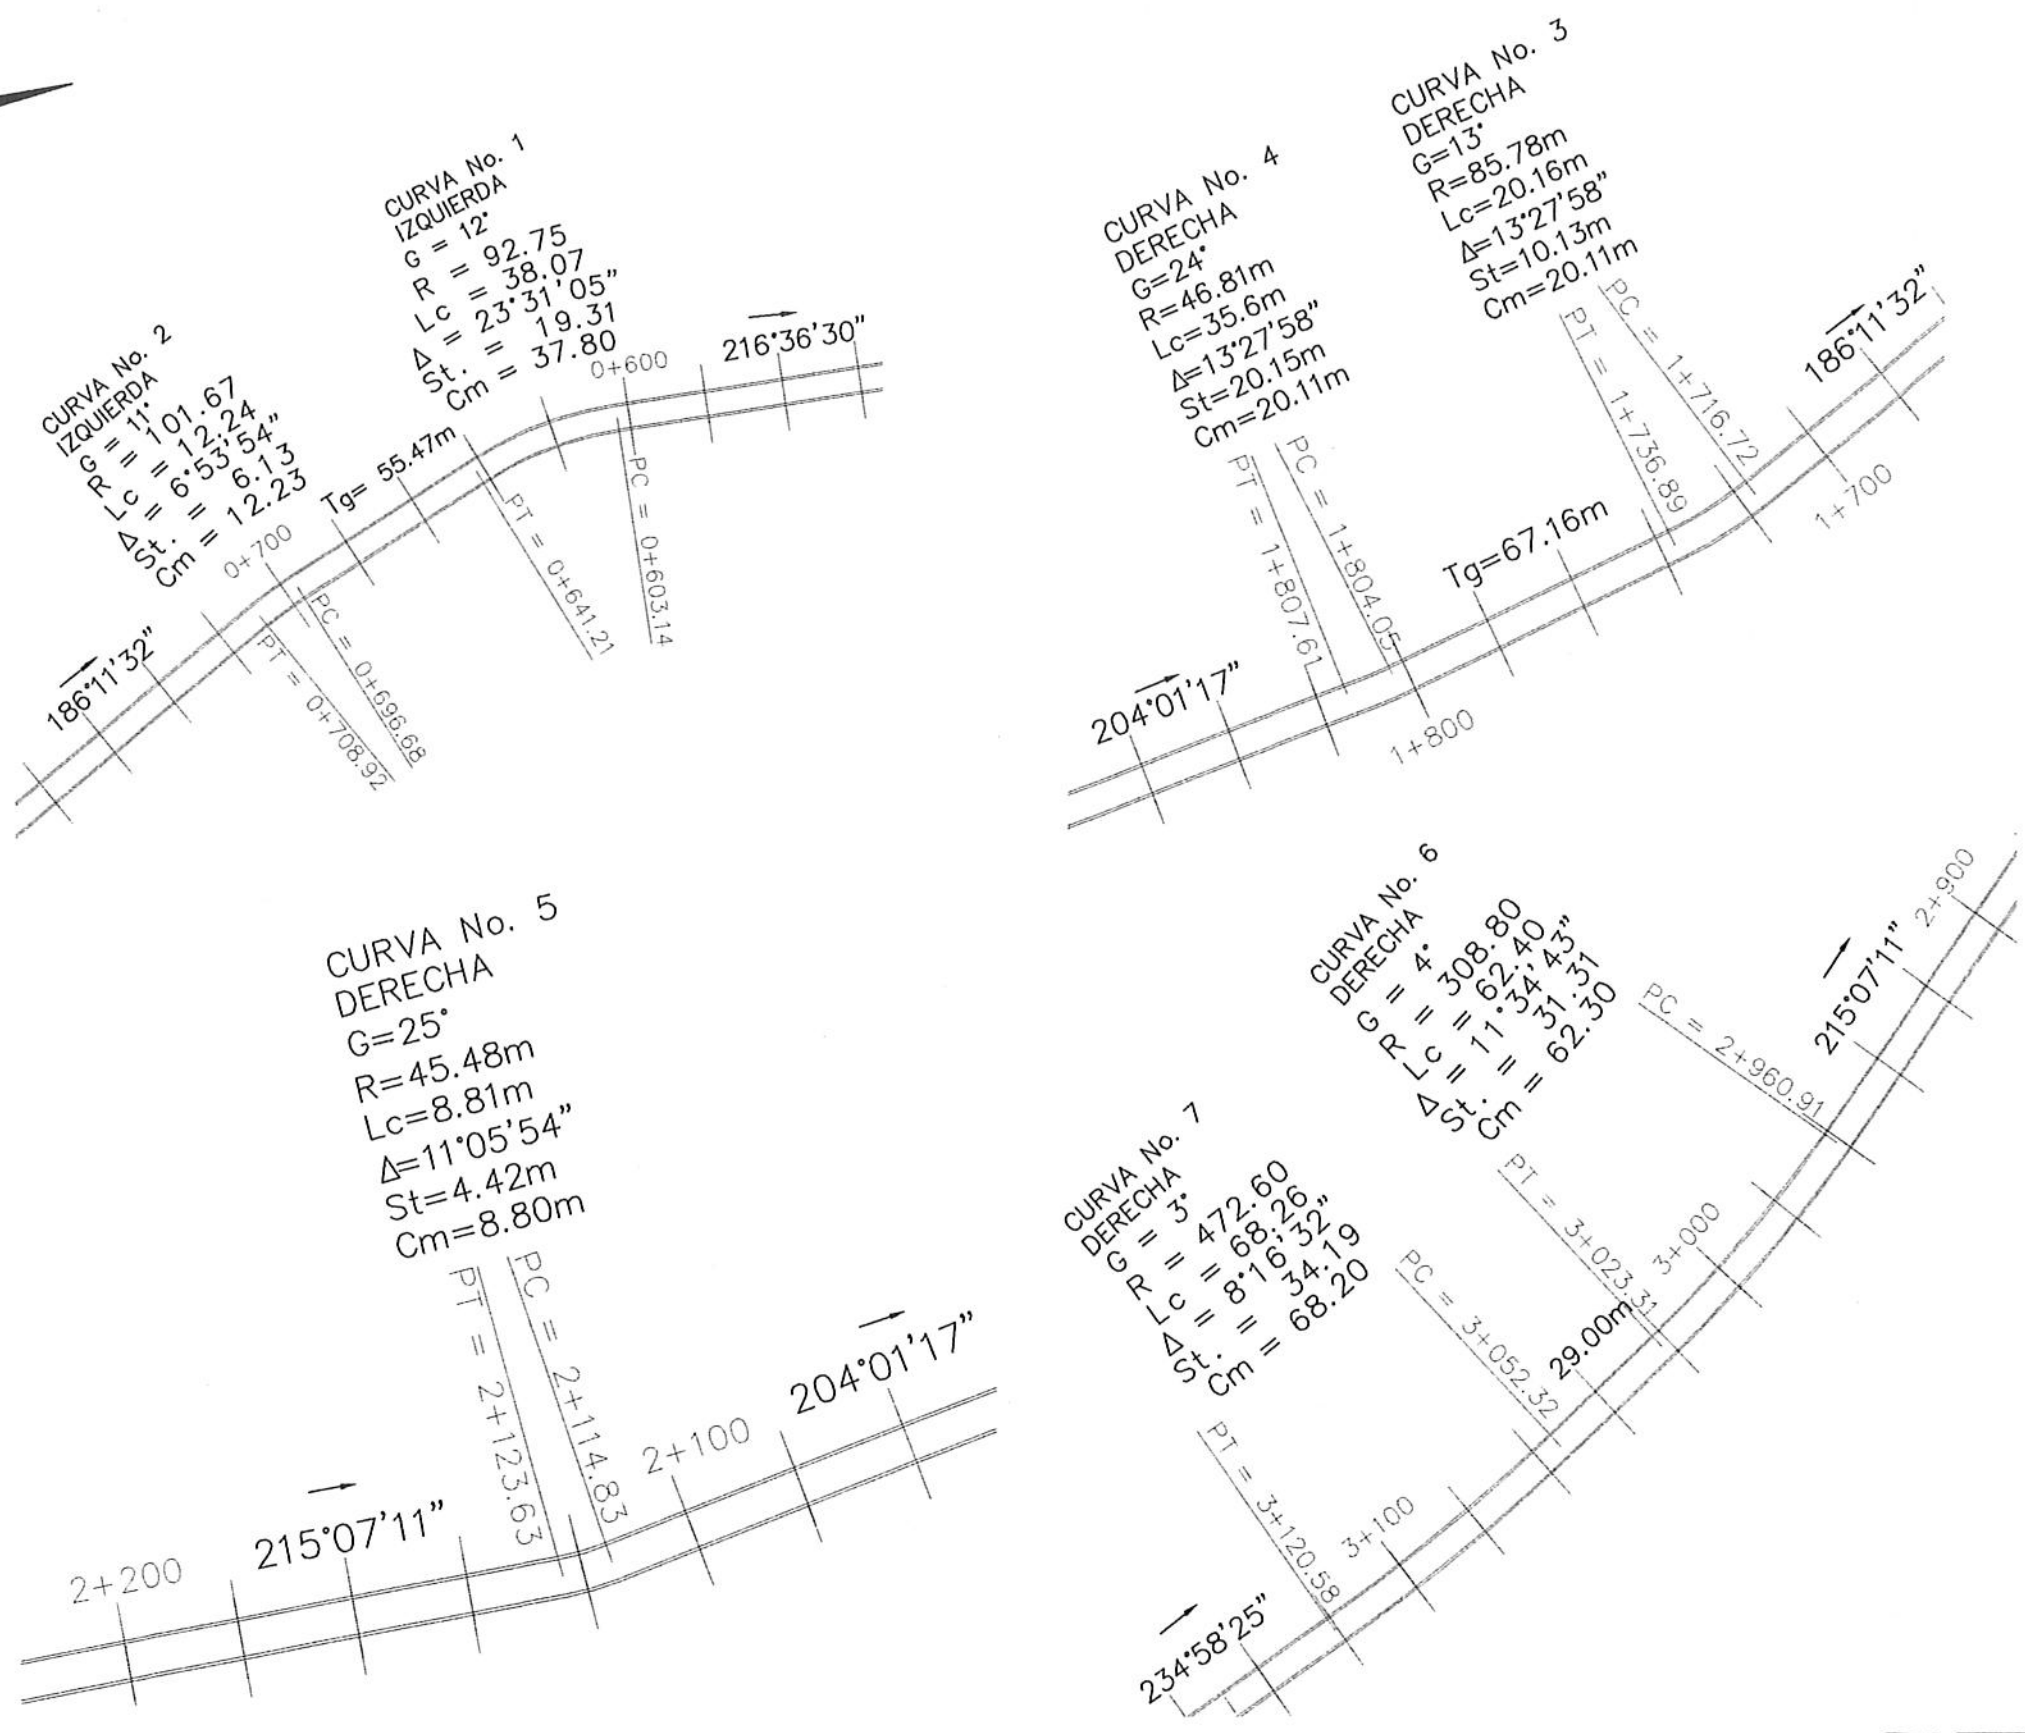 CURVA No. 1
IZQUIERDA
G = 12°
R = 92.75
Lc = 38.07
Δ = 23°31'05"
St. = 19.31
Cm = 37.80
0+600
216°36'30"
CURVA No. 2
IZQUIERDA
G = 11°
R = 101.67
Lc = 12.24
Δ = 6°53'54"
St. = 6.13
Cm = 12.23
0+700
Tg= 55.47m
PT = 0+641.21
PC = 0+603.14
PC = 0+696.68
PT = 0+708.92
186°11'32"
CURVA No. 3
DERECHA
G=13°
R=85.78m
Lc=20.16m
Δ=13°27'58"
St=10.13m
Cm=20.11m
PC = 1+716.72
PT = 1+736.89
186°11'32"
1+700
CURVA No. 4
DERECHA
G=24°
R=46.81m
Lc=35.6m
Δ=13°27'58"
St=20.15m
Cm=20.11m
PC = 1+804.05
PT = 1+807.61
Tg=67.16m
204°01'17"
1+800
CURVA No. 5
DERECHA
G=25°
R=45.48m
Lc=8.81m
Δ=11°05'54"
St=4.42m
Cm=8.80m
PC = 2+114.83
PT = 2+123.63
204°01'17"
2+100
215°07'11"
2+200
CURVA No. 6
DERECHA
G = 4°
R = 308.80
Lc = 62.40
Δ = 11°34'43"
St. = 31.31
Cm = 62.30
2+900
215°07'11"
PC = 2+960.91
PT = 3+023.31
3+000
29.00m
CURVA No. 7
DERECHA
G = 3°
R = 472.60
Lc = 68.26
Δ = 8°16'32"
St. = 34.19
Cm = 68.20
PC = 3+052.32
PT = 3+120.58
3+100
234°58'25"